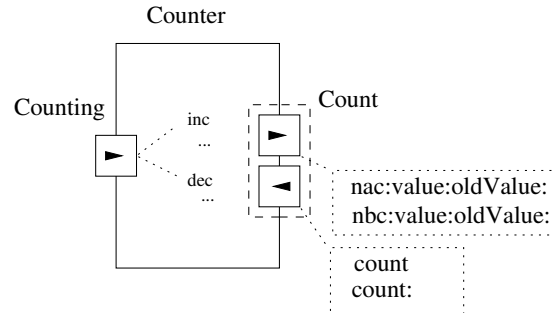 Counter
Counting
Count
inc
...
dec
...
nac:value:oldValue:
nbc:value:oldValue:
count
count: